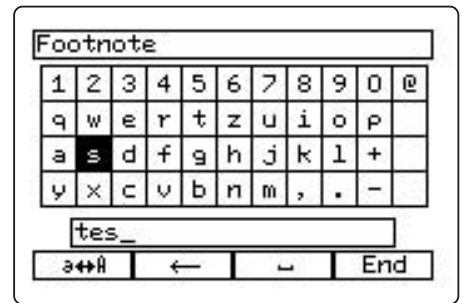 Footnote
1 2 3 4 5 6 7 8 9 0 @
q w e r t z u i o p
a s d f g h j k l +
y x c v b n m , . -
tes_
a↔A ← ⎵ End